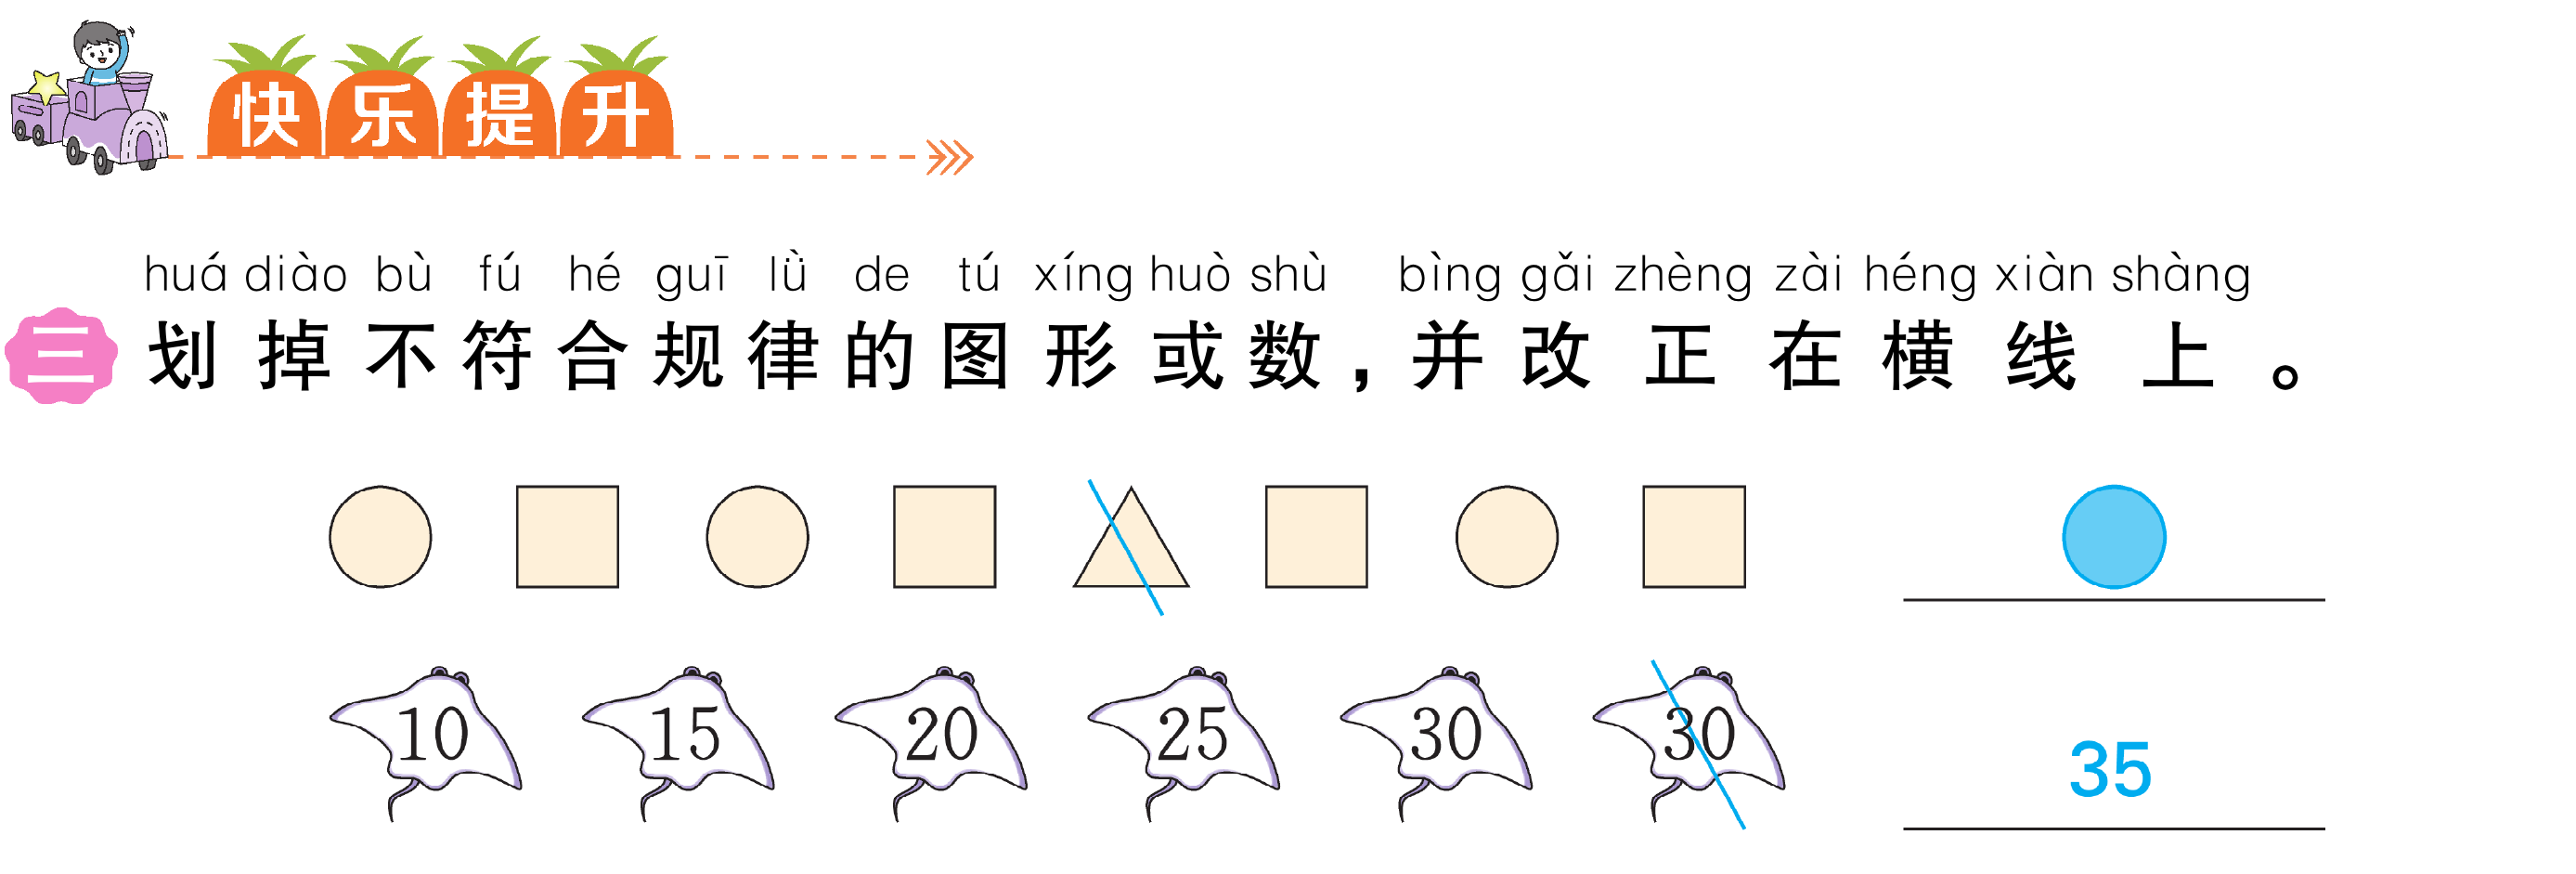 快乐提升
huá diào bù fú hé guī lǜ de tú xíng huò shù bìng gǎi zhèng zài héng xiàn shàng
三 划掉不符合规律的图形或数，并改正在横线上。
10 15 20 25 30 30 35